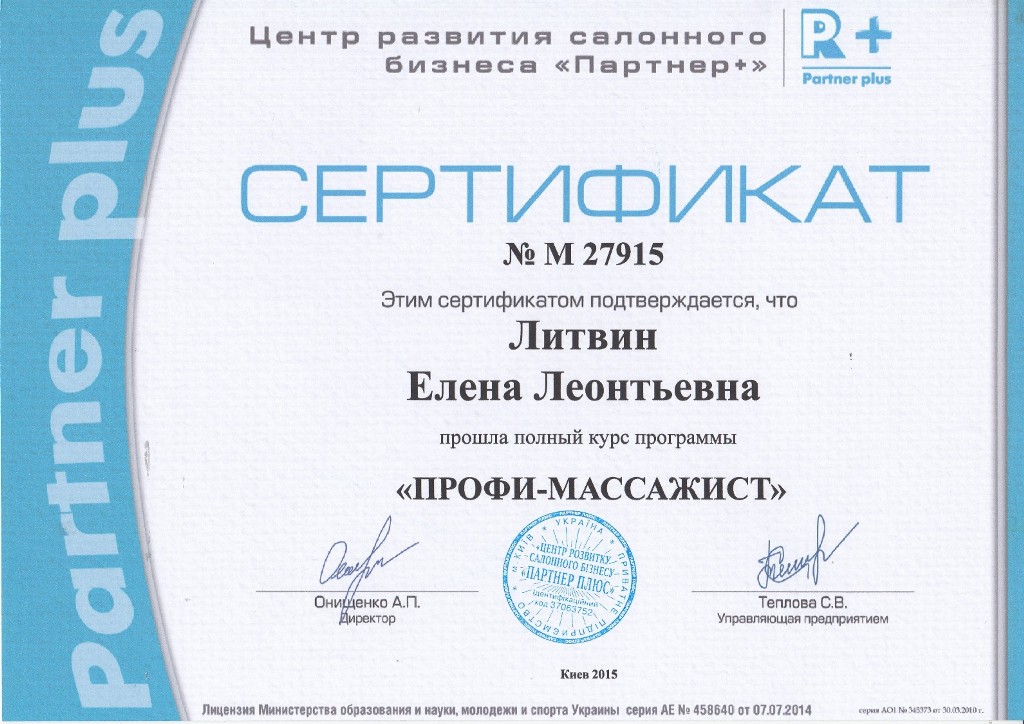 partner plus
Центр развития салонного
бизнеса «Партнер+»
R +
Partner plus
СЕРТИФИКАТ
№ М 27915
Этим сертификатом подтверждается, что
Литвин
Елена Леонтьевна
прошла полный курс программы
«ПРОФИ-МАССАЖИСТ»
* м. КИЇВ * УКРАЇНА * ПРИВАТНЕ ПІДПРИЄМСТВО
«ЦЕНТР РОЗВИТКУ
САЛОННОГО БІЗНЕСУ
«ПАРТНЕР ПЛЮС»
Ідентифікаційний
код 37063752
Онищенко А.П.
Директор
Теплова С.В.
Управляющая предприятием
Киев 2015
Лицензия Министерства образования и науки, молодежи и спорта Украины серия АЕ № 458640 от 07.07.2014
серия АО1 № 345373 от 30.03.2010 г.